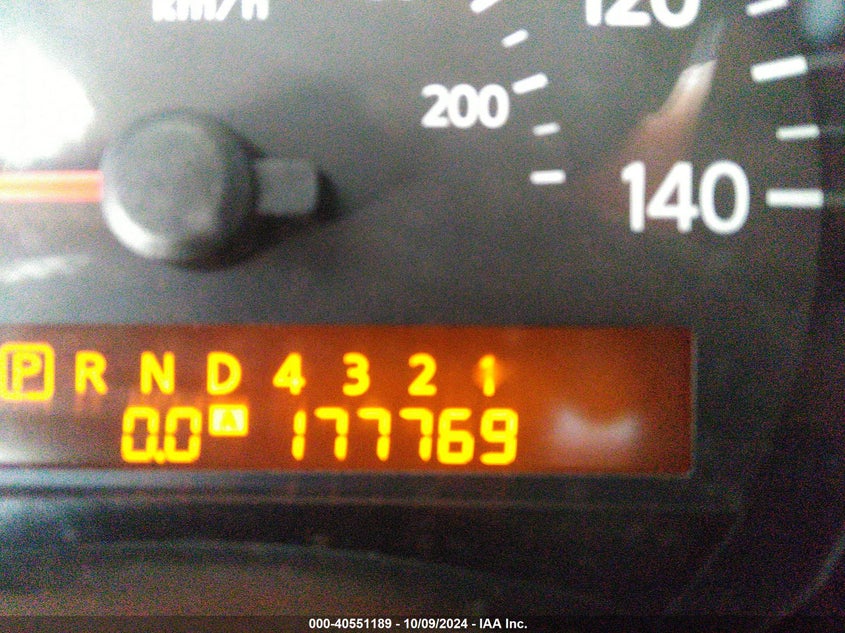 km/h
120
200
140
P R N D 4 3 2 1
0.0 A 177769
000-40551189 - 10/09/2024 - IAA Inc.